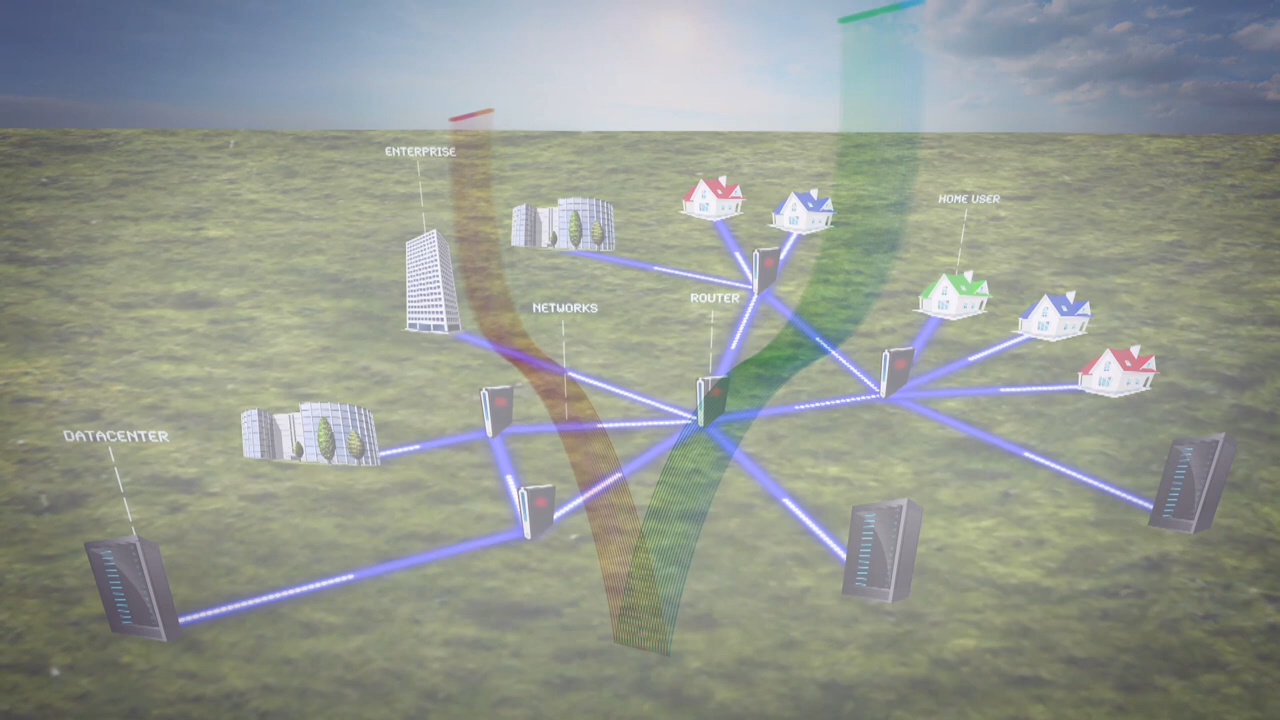 ENTERPRISE
HOME USER
ROUTER
NETWORKS
DATACENTER